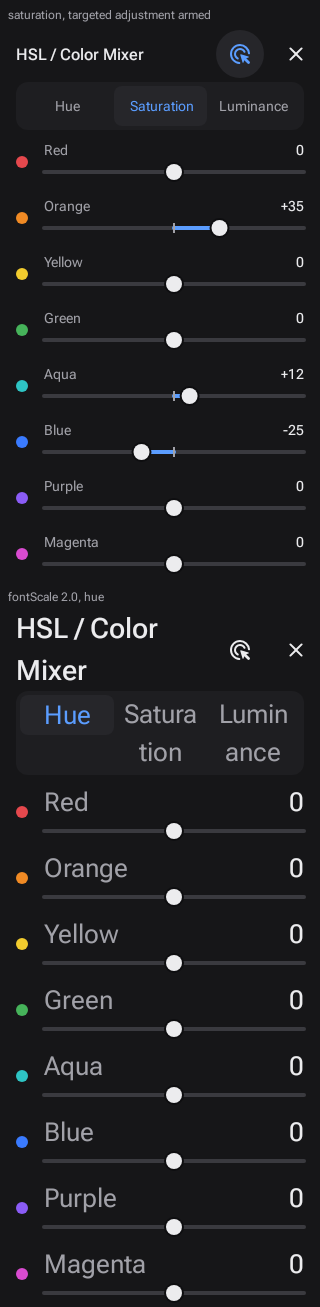 saturation, targeted adjustment armed
HSL / Color Mixer
Hue Saturation Luminance
Red 0
Orange +35
Yellow 0
Green 0
Aqua +12
Blue -25
Purple 0
Magenta 0
fontScale 2.0, hue
HSL / Color
Mixer
Hue Satura Lumin
tion ance
Red 0
Orange 0
Yellow 0
Green 0
Aqua 0
Blue 0
Purple 0
Magenta 0